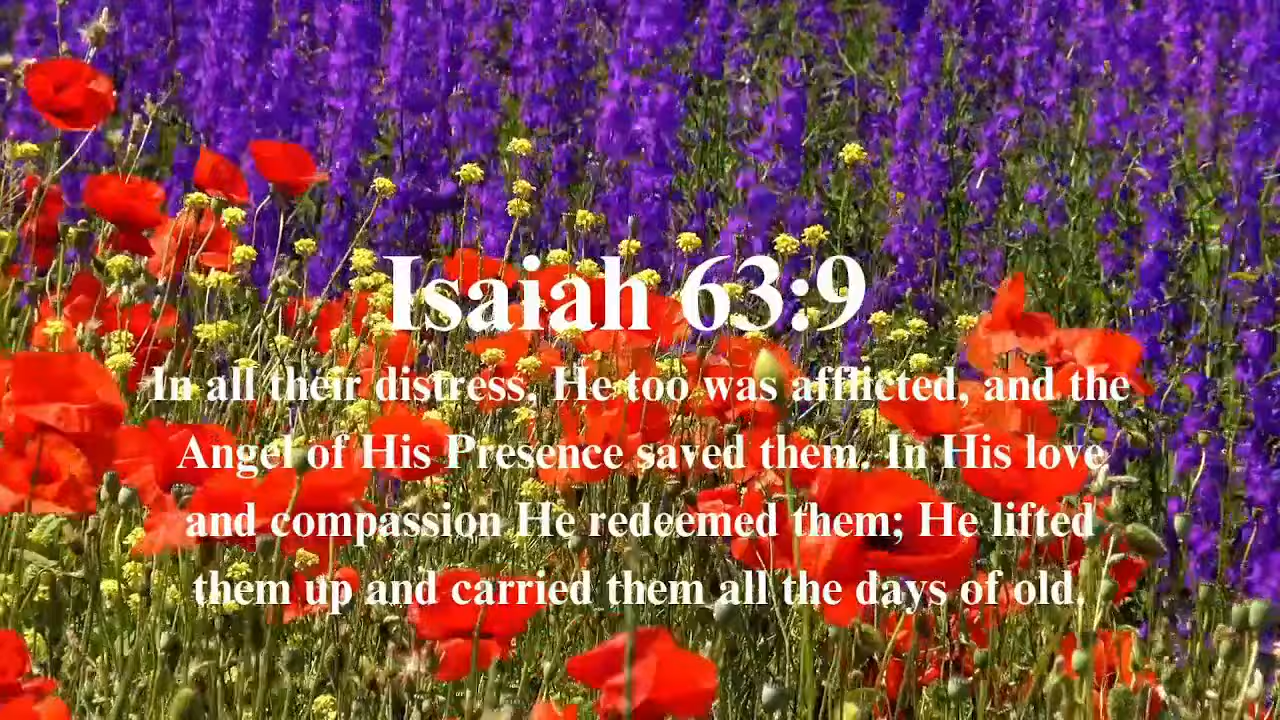 Isaiah 63:9
In all their distress, He too was afflicted, and the
Angel of His Presence saved them. In His love
and compassion He redeemed them; He lifted
them up and carried them all the days of old.